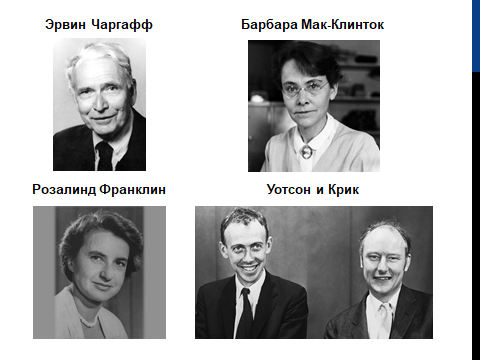 Эрвин Чаргафф
Барбара Мак-Клинток
Розалинд Франклин
Уотсон и Крик